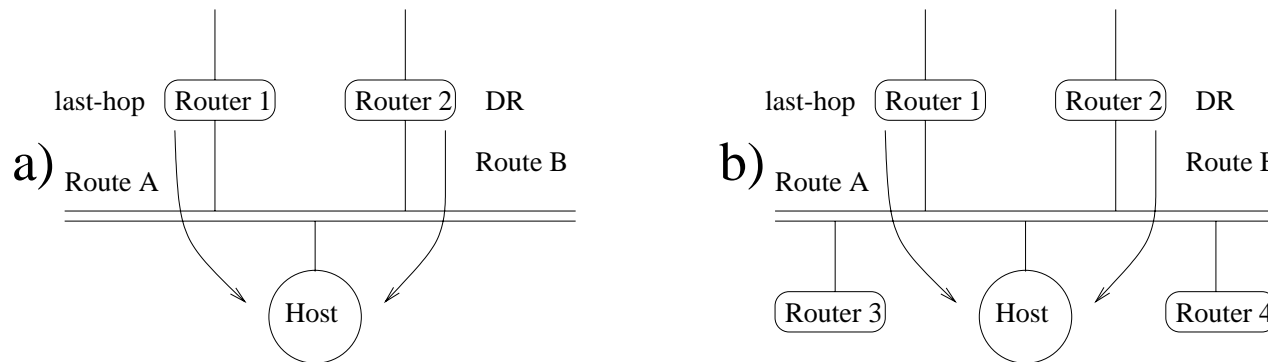 last-hop Router 1 Router 2 DR
a) Route A Route B
Host
last-hop Router 1 Router 2 DR
b) Route A Route B
Router 3 Host Router 4